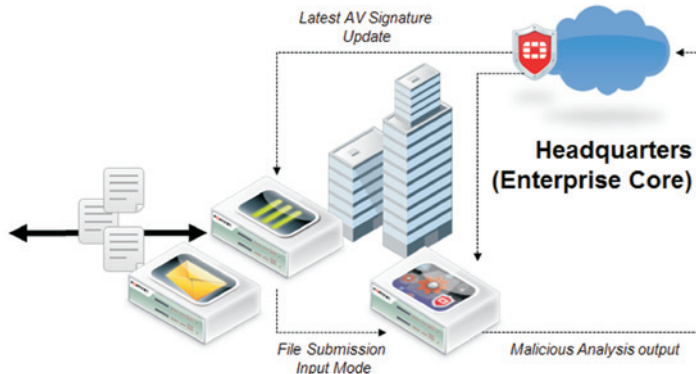 Latest AV Signature
Update
Headquarters
(Enterprise Core)
File Submission
Input Mode
Malicious Analysis output